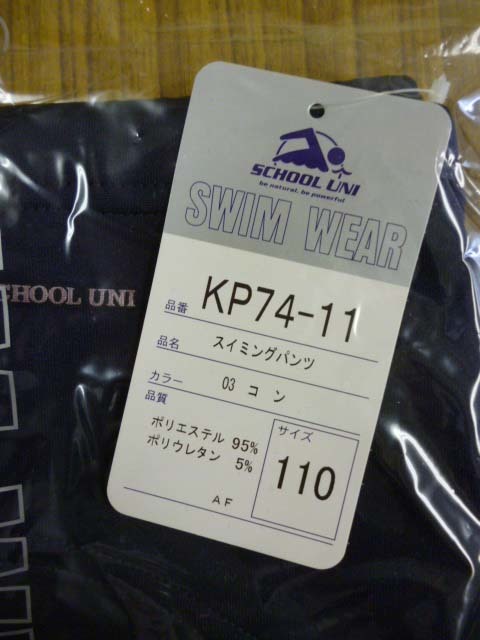 SCHOOL UNI
be natural, be powerful
SWIM WEAR
品番 KP74-11
品名 スイミングパンツ
カラー 03 コン
品質
ポリエステル 95%
ポリウレタン 5%
サイズ
110
AF
SCHOOL UNI